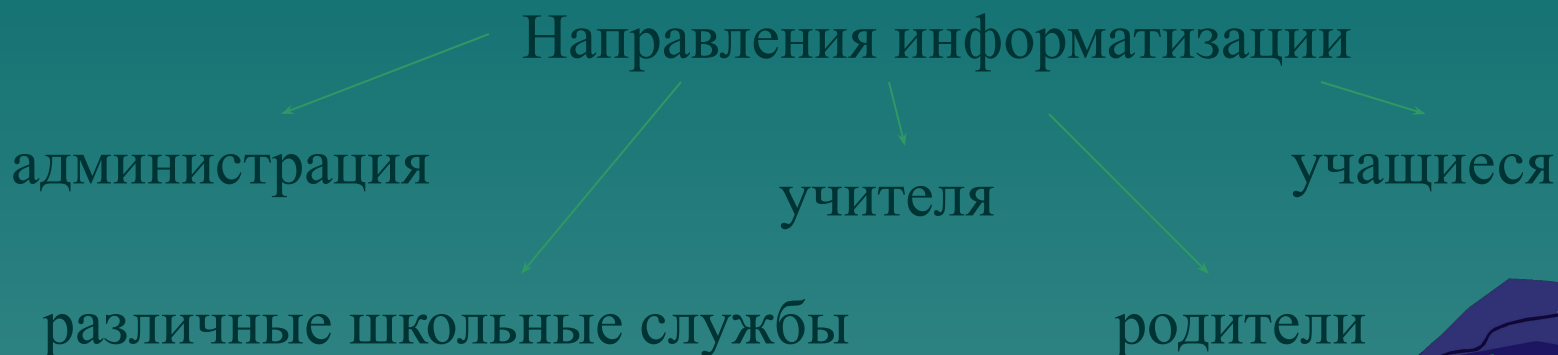 Направления информатизации
администрация
учащиеся
учителя
различные школьные службы
родители